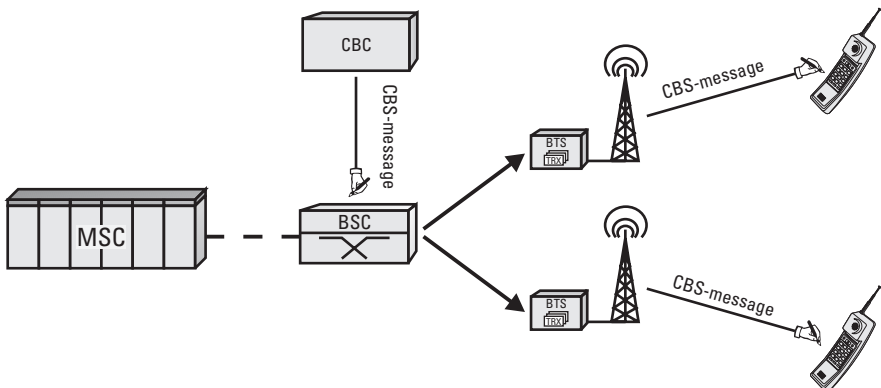 CBC
CBS-message
CBS-message
BTS
TRX
MSC
BSC
CBS-message
BTS
TRX